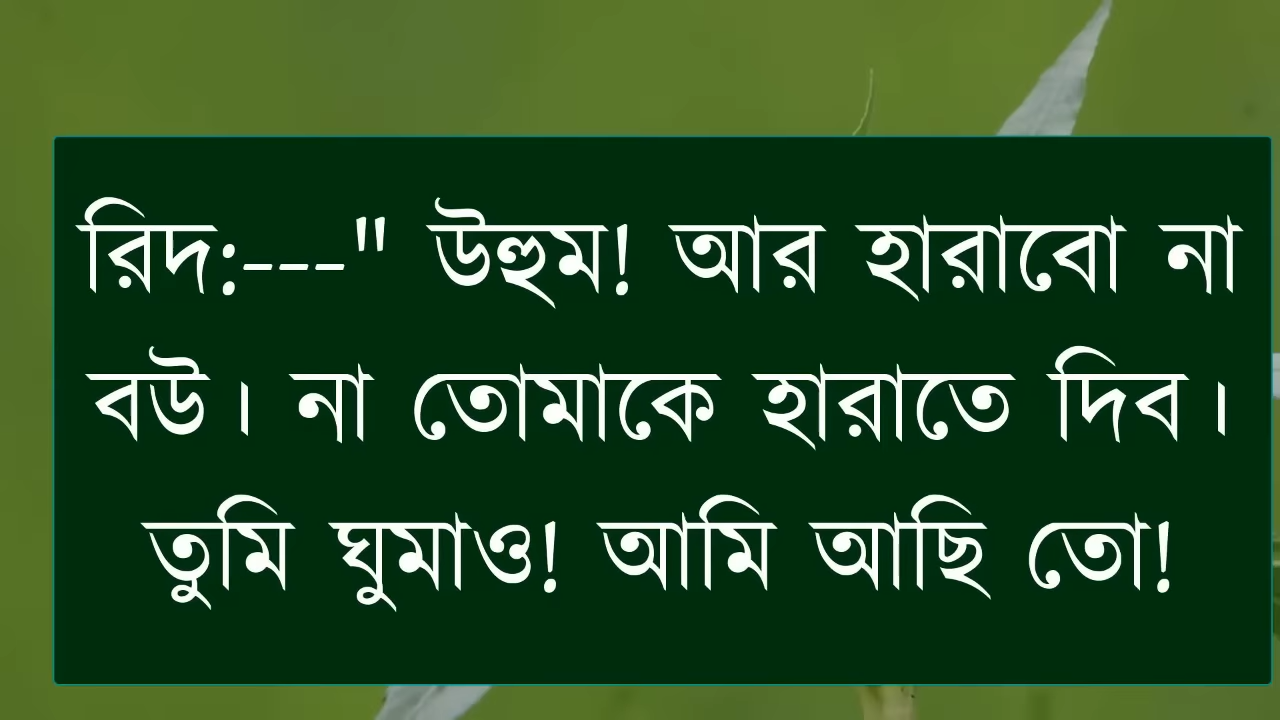 রিদ:---" উহুম! আর হারাবো না
বউ। না তোমাকে হারাতে দিব।
তুমি ঘুমাও! আমি আছি তো!